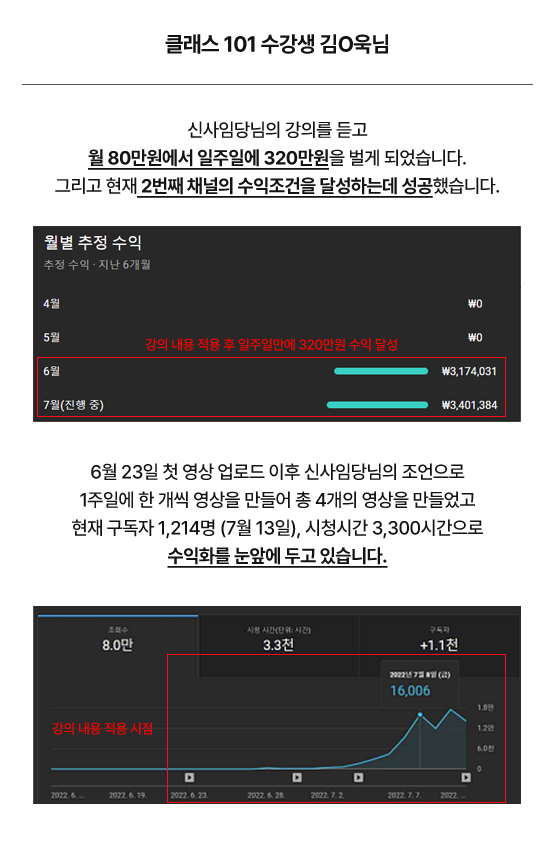 클래스 101 수강생 김O욱님
신사임당님의 강의를 듣고
월 80만원에서 일주일에 320만원을 벌게 되었습니다.
그리고 현재 2번째 채널의 수익조건을 달성하는데 성공했습니다.
월별 추정 수익
추정 수익 · 지난 6개월
4월 ₩0
5월 ₩0
강의 내용 적용 후 일주일만에 320만원 수익 달성
6월 ₩3,174,031
7월(진행 중) ₩3,401,384
6월 23일 첫 영상 업로드 이후 신사임당님의 조언으로
1주일에 한 개씩 영상을 만들어 총 4개의 영상을 만들었고
현재 구독자 1,214명 (7월 13일), 시청시간 3,300시간으로
수익화를 눈앞에 두고 있습니다.
조회수 시청 시간(단위: 시간) 구독자
8.0만 3.3천 +1.1천
2022년 7월 8일 (금)
16,006
1.8만
강의 내용 적용 시점
1.2만
6.0천
0
2022. 6. ... 2022. 6. 19. 2022. 6. 23. 2022. 6. 28. 2022. 7. 2. 2022. 7. 7. 2022. ...